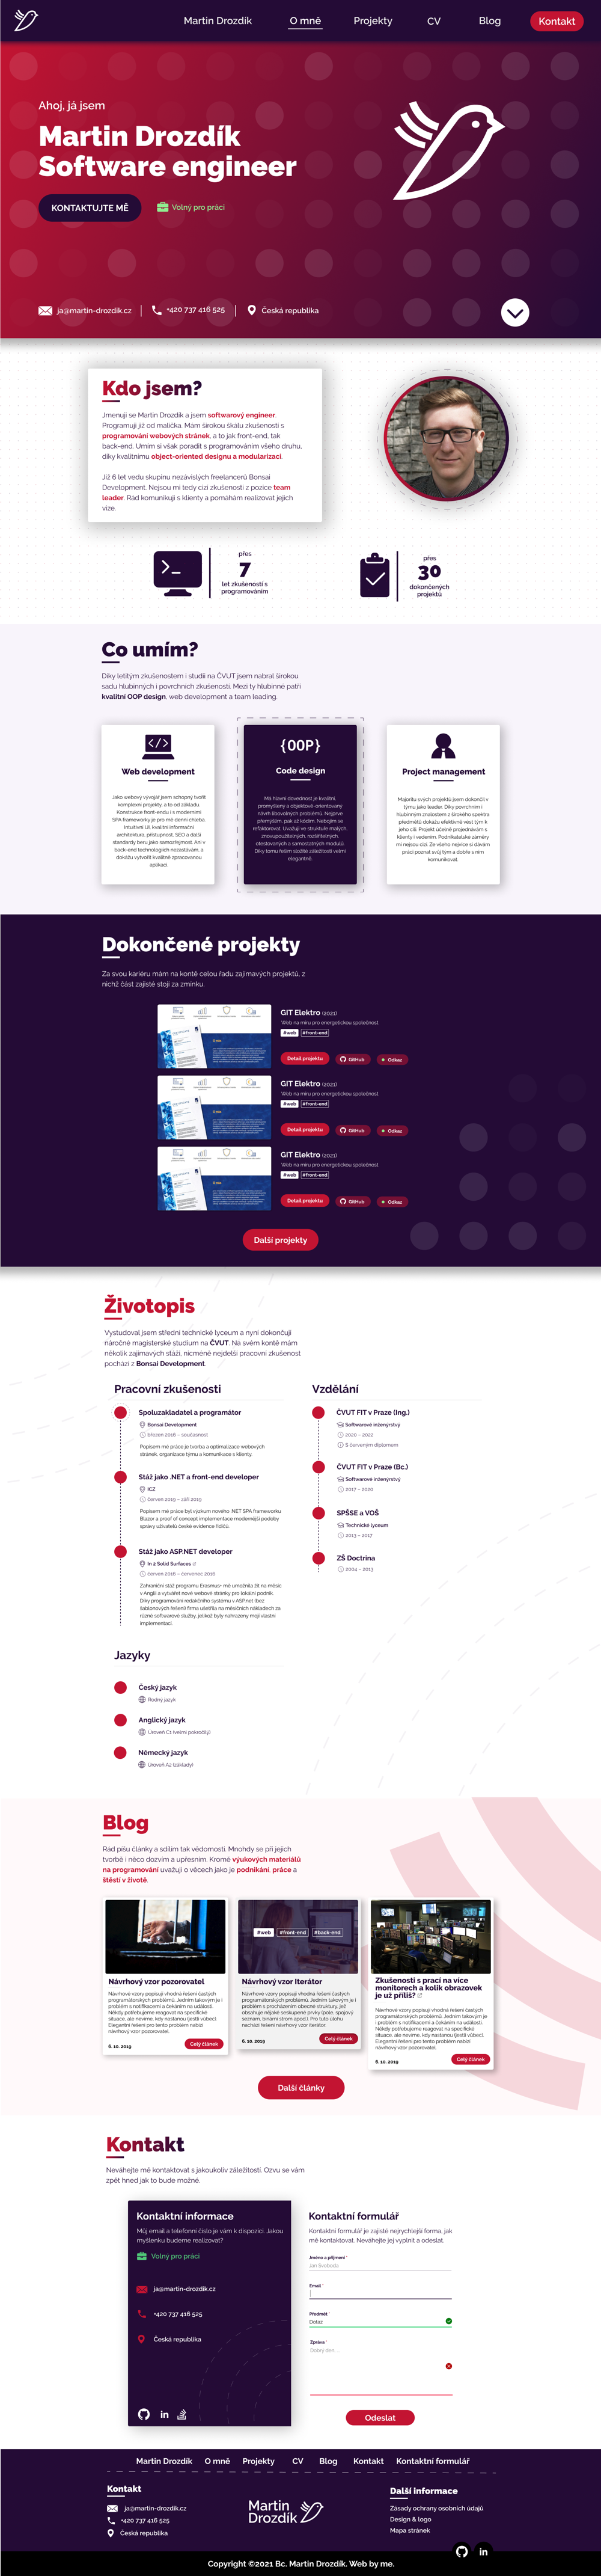 Martin Drozdík O mně Projekty CV Blog Kontakt
Ahoj, já jsem
Martin Drozdík
Software engineer
KONTAKTUJTE MĚ Volný pro práci
ja@martin-drozdik.cz +420 737 416 525 Česká republika
Kdo jsem?
Jmenuji se Martin Drozdík a jsem softwarový engineer.
Programuji již od malička. Mám širokou škálu zkušeností s
programování webových stránek, a to jak front-end, tak
back-end. Umím si však poradit s programováním všeho druhu,
díky kvalitnímu object-oriented designu a modularizaci.
Již 6 let vedu skupinu nezávislých freelancerů Bonsai
Development. Nejsou mi tedy cizí zkušenosti z pozice team
leader. Rád komunikuji s klienty a pomáhám realizovat jejich
vize.
přes
7
let zkušeností s
programováním
přes
30
dokončených
projektů
Co umím?
Díky letitým zkušenostem i studiu na ČVUT jsem nabral širokou
sadu hlubinných i povrchních zkušeností. Mezi ty hlubinné patří
kvalitní OOP design, web development a team leading.
Web development
Jako webový vývojář jsem schopný tvořit
komplexní projekty, a to od základu.
Konstrukce front-endu i s moderními
SPA frameworky je pro mě denní chleba.
Intuitivní UI, kvalitní informační
architektura, přístupnost, SEO a další
standardy beru jako samozřejmost. Ani v
back-end technologiích nezaostávám, a
dokážu vytvořit kvalitně zpracovanou
aplikaci.
{OOP}
Code design
Má hlavní dovednost je kvalitní,
promyšlený a objektově-orientovaný
návrh libovolných problémů. Nejprve
přemýšlím, pak až kódím. Nebojím se
refaktorovat. Uvažuji ve struktuře malých,
znovupoužitelných, rozšiřitelných,
otestovaných a samostatných modulů.
Díky tomu řeším složité záležitosti velmi
elegantně.
Project management
Majoritu svých projektů jsem dokončil v
týmu jako leader. Díky povrchním i
hlubinným znalostem z širokého spektra
předmětů dokážu efektivně vést tým k
jeho cíli. Projekt účelně projednávám s
klienty i vedením. Podnikatelské záměry
mi nejsou cizí. Ze všeho nejvíce si dávám
práci poznat svůj tým a dobře s ním
komunikovat.
Dokončené projekty
Za svou kariéru mám na kontě celou řadu zajímavých projektů, z
nichž část zajisté stojí za zmínku.
GIT Elektro (2021)
Web na míru pro energetickou společnost
#web #front-end
Detail projektu GitHub Odkaz
GIT Elektro (2021)
Web na míru pro energetickou společnost
#web #front-end
Detail projektu GitHub Odkaz
GIT Elektro (2021)
Web na míru pro energetickou společnost
#web #front-end
Detail projektu GitHub Odkaz
Další projekty
Životopis
Vystudoval jsem střední technické lyceum a nyní dokončuji
náročné magisterské studium na ČVUT. Na svém kontě mám
několik zajímavých stáží, nicméně nejdelší pracovní zkušenost
pochází z Bonsai Development.
Pracovní zkušenosti
Spoluzakladatel a programátor
Bonsai Development
březen 2016 – současnost
Popisem mé práce je tvorba a optimalizace webových
stránek, organizace týmu a komunikace s klienty.
Stáž jako .NET a front-end developer
ICZ
červen 2019 – září 2019
Popisem mé práce byl výzkum nového .NET SPA frameworku
Blazor a proof of concept implementace modernější podoby
správy uživatelů české evidence řidičů.
Stáž jako ASP.NET developer
In 2 Solid Surfaces
červen 2016 – červenec 2016
Zahraniční stáž programu Erasmus+ mě umožnila žít na měsíc
v Anglii a vytvářet nové webové stránky pro lokální podnik.
Díky programování redakčního systému v ASP.net (bez
šablonových řešení) firma ušetřila na měsíčních nákladech za
různé softwarové služby, jelikož byly nahrazeny mojí vlastní
implementací.
Vzdělání
ČVUT FIT v Praze (Ing.)
Softwarové inženýrství
2020 – 2022
S červeným diplomem
ČVUT FIT v Praze (Bc.)
Softwarové inženýrství
2017 – 2020
SPŠSE a VOŠ
Technické lyceum
2013 – 2017
ZŠ Doctrina
2004 – 2013
Jazyky
Český jazyk
Rodný jazyk
Anglický jazyk
Úroveň C1 (velmi pokročilý)
Německý jazyk
Úroveň A2 (základy)
Blog
Rád píšu články a sdílím tak vědomosti. Mnohdy se při jejich
tvorbě i něco dozvím a upřesním. Kromě výukových materiálů
na programování uvažuji o věcech jako je podnikání, práce a
štěstí v životě.
Návrhový vzor pozorovatel
Návrhové vzory popisují vhodná řešení častých
programátorských problémů. Jedním takovým je i
problém s notifikacemi a čekáním na události.
Někdy potřebujeme reagovat na specifické
situace, ale nevíme, kdy nastanou (jestli vůbec).
Elegantní řešení pro tento problém nabízí
návrhový vzor pozorovatel.
6. 10. 2019 Celý článek
#web #front-end #back-end
Návrhový vzor Iterátor
Návrhové vzory popisují vhodná řešení častých
programátorských problémů. Jedním takovým je i
problém s procházením obecné struktury, jež
obsahuje nějaké seskupené prvky (pole, spojový
seznam, binární strom apod.). Pro tuto úlohu
nachází řešení návrhový vzor iterátor.
6. 10. 2019 Celý článek
Zkušenosti s prací na více
monitorech a kolik obrazovek
je už příliš?
Návrhové vzory popisují vhodná řešení častých
programátorských problémů. Jedním takovým je i
problém s notifikacemi a čekáním na události.
Někdy potřebujeme reagovat na specifické
situace, ale nevíme, kdy nastanou (jestli vůbec).
Elegantní řešení pro tento problém nabízí
návrhový vzor pozorovatel.
6. 10. 2019 Celý článek
Další články
Kontakt
Neváhejte mě kontaktovat s jakoukoliv záležitostí. Ozvu se vám
zpět hned jak to bude možné.
Kontaktní informace
Můj email a telefonní číslo je vám k dispozici. Jakou
myšlenku budeme realizovat?
Volný pro práci
ja@martin-drozdik.cz
+420 737 416 525
Česká republika
Kontaktní formulář
Kontaktní formulář je zajisté nejrychlejší forma, jak
mě kontaktovat. Neváhejte jej vyplnit a odeslat.
Jméno a příjmení *
Jan Svoboda
Email *
Předmět *
Dotaz
Zpráva *
Dobrý den, ...
Odeslat
Martin Drozdík O mně Projekty CV Blog Kontakt Kontaktní formulář
Kontakt
ja@martin-drozdik.cz
+420 737 416 525
Česká republika
Martin
Drozdík
Další informace
Zásady ochrany osobních údajů
Design & logo
Mapa stránek
Copyright ©2021 Bc. Martin Drozdík. Web by me.